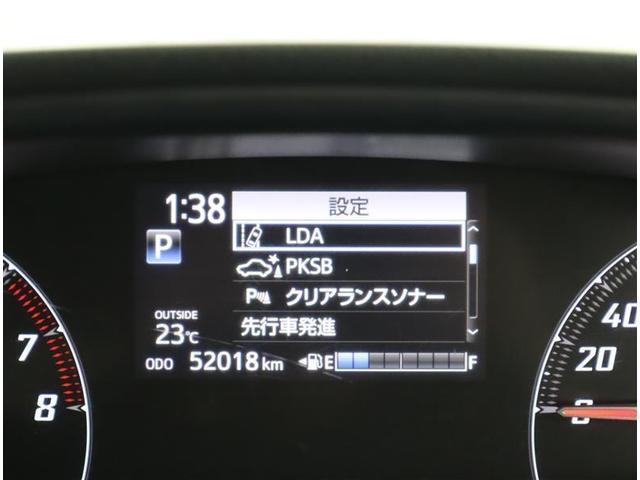 1:38
設定
LDA
P
PKSB
P クリアランスソナー
OUTSIDE
23℃
先行車発進
ODO 52018 km
E F
7
8
40
20
0